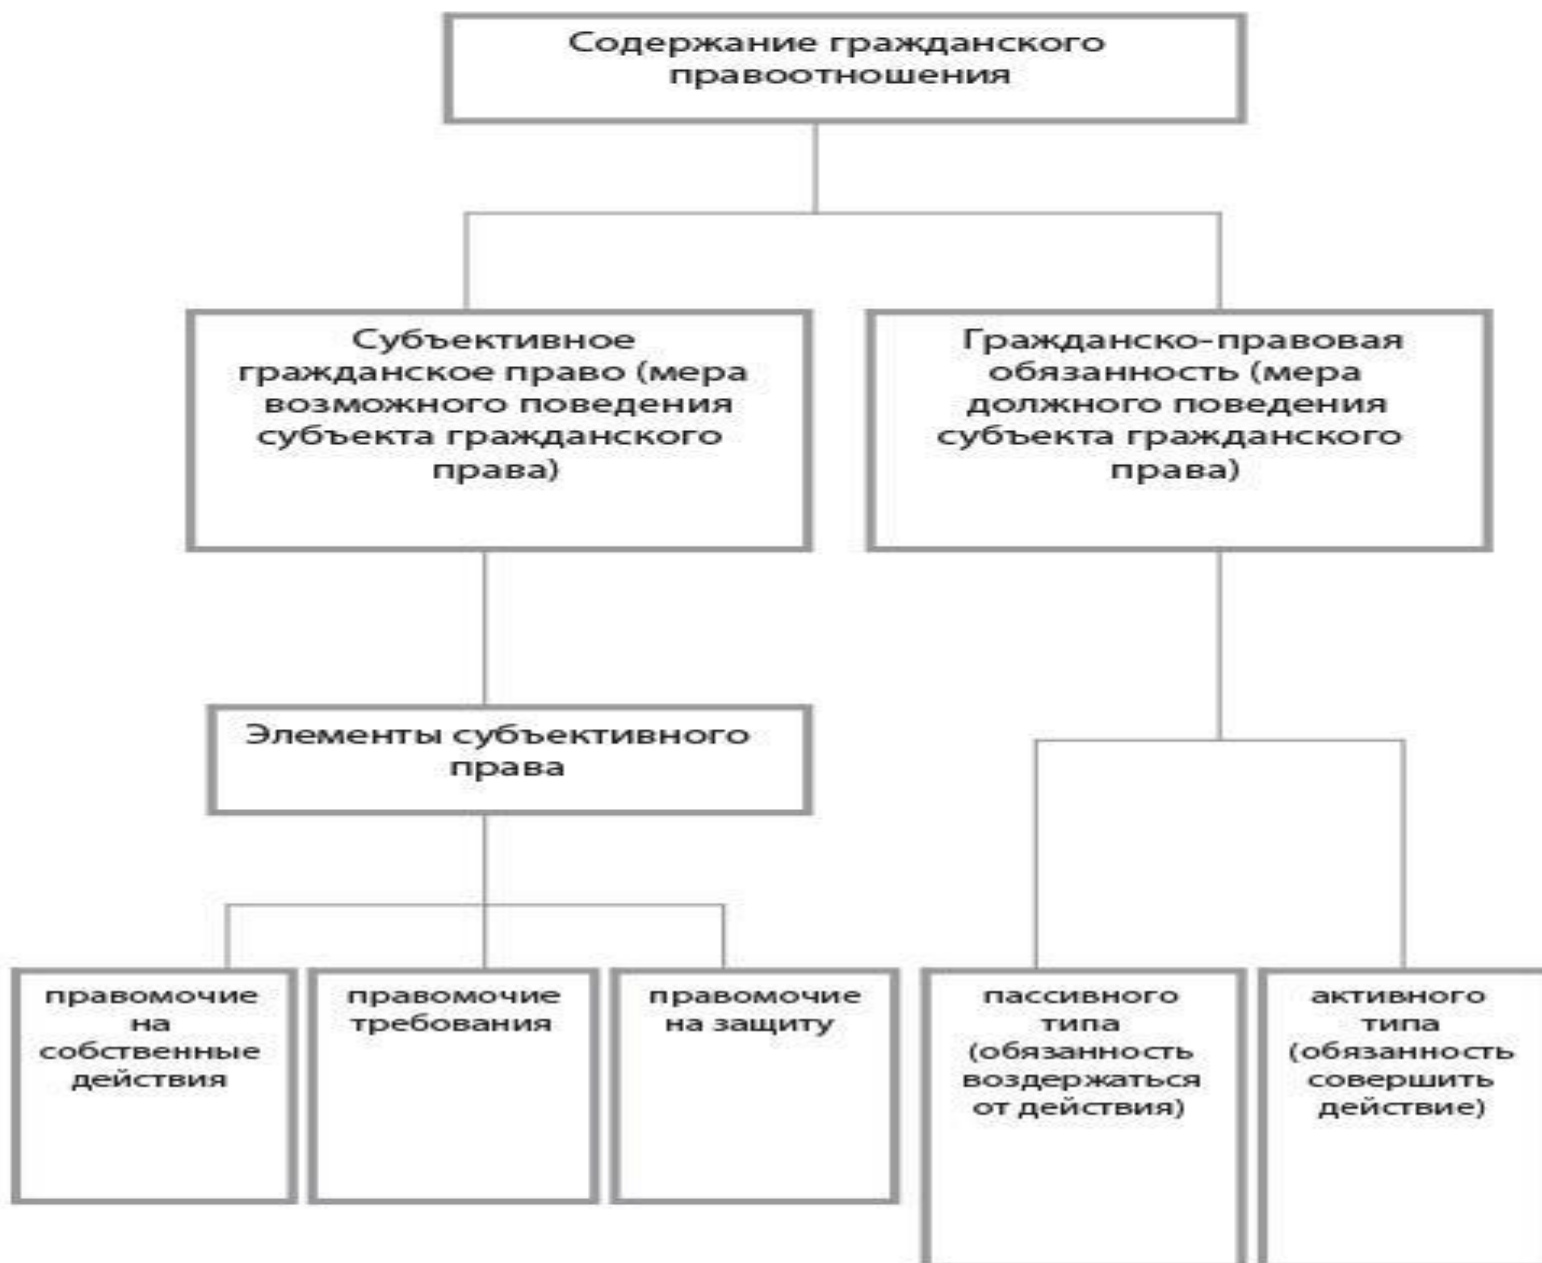 Содержание гражданского
правоотношения
Субъективное
гражданское право (мера
возможного поведения
субъекта гражданского
права)
Гражданско-правовая
обязанность (мера
должного поведения
субъекта гражданского
права)
Элементы субъективного
права
правомочие
на
собственные
действия
правомочие
требования
правомочие
на защиту
пассивного
типа
(обязанность
воздержаться
от действия)
активного
типа
(обязанность
совершить
действие)